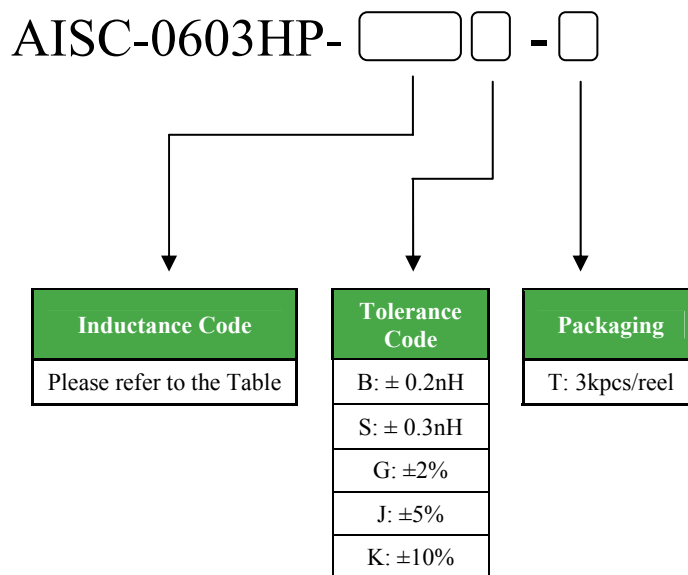 AISC-0603HP- -
Inductance Code
Please refer to the Table
Tolerance
Code
B: ± 0.2nH
S: ± 0.3nH
G: ±2%
J: ±5%
K: ±10%
Packaging
T: 3kpcs/reel